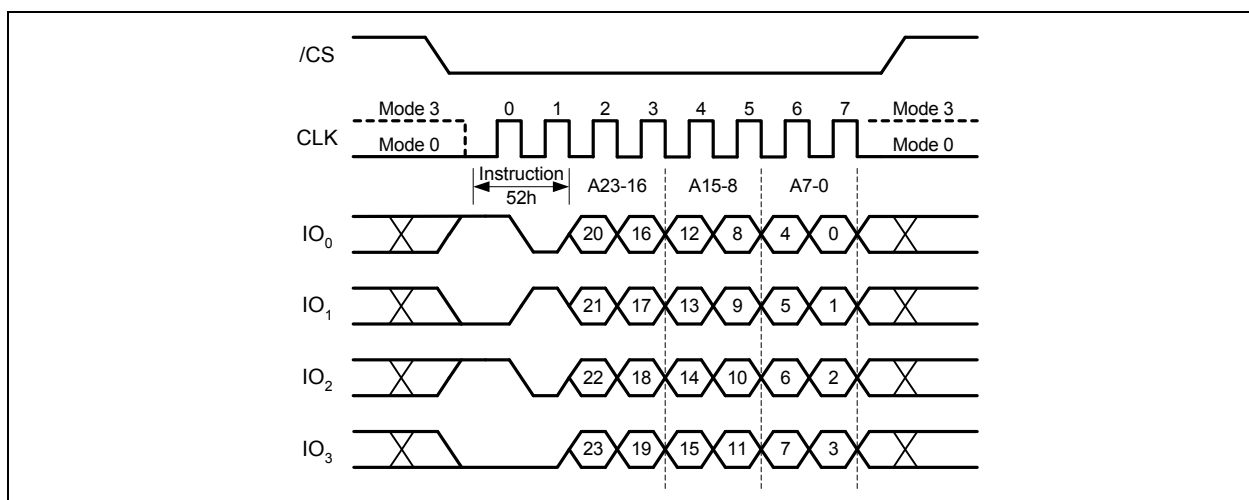 /CS
Mode 3 0 1 2 3 4 5 6 7 Mode 3
CLK
Mode 0 Mode 0
Instruction
52h
A23-16 A15-8 A7-0
IO0 20 16 12 8 4 0
IO1 21 17 13 9 5 1
IO2 22 18 14 10 6 2
IO3 23 19 15 11 7 3